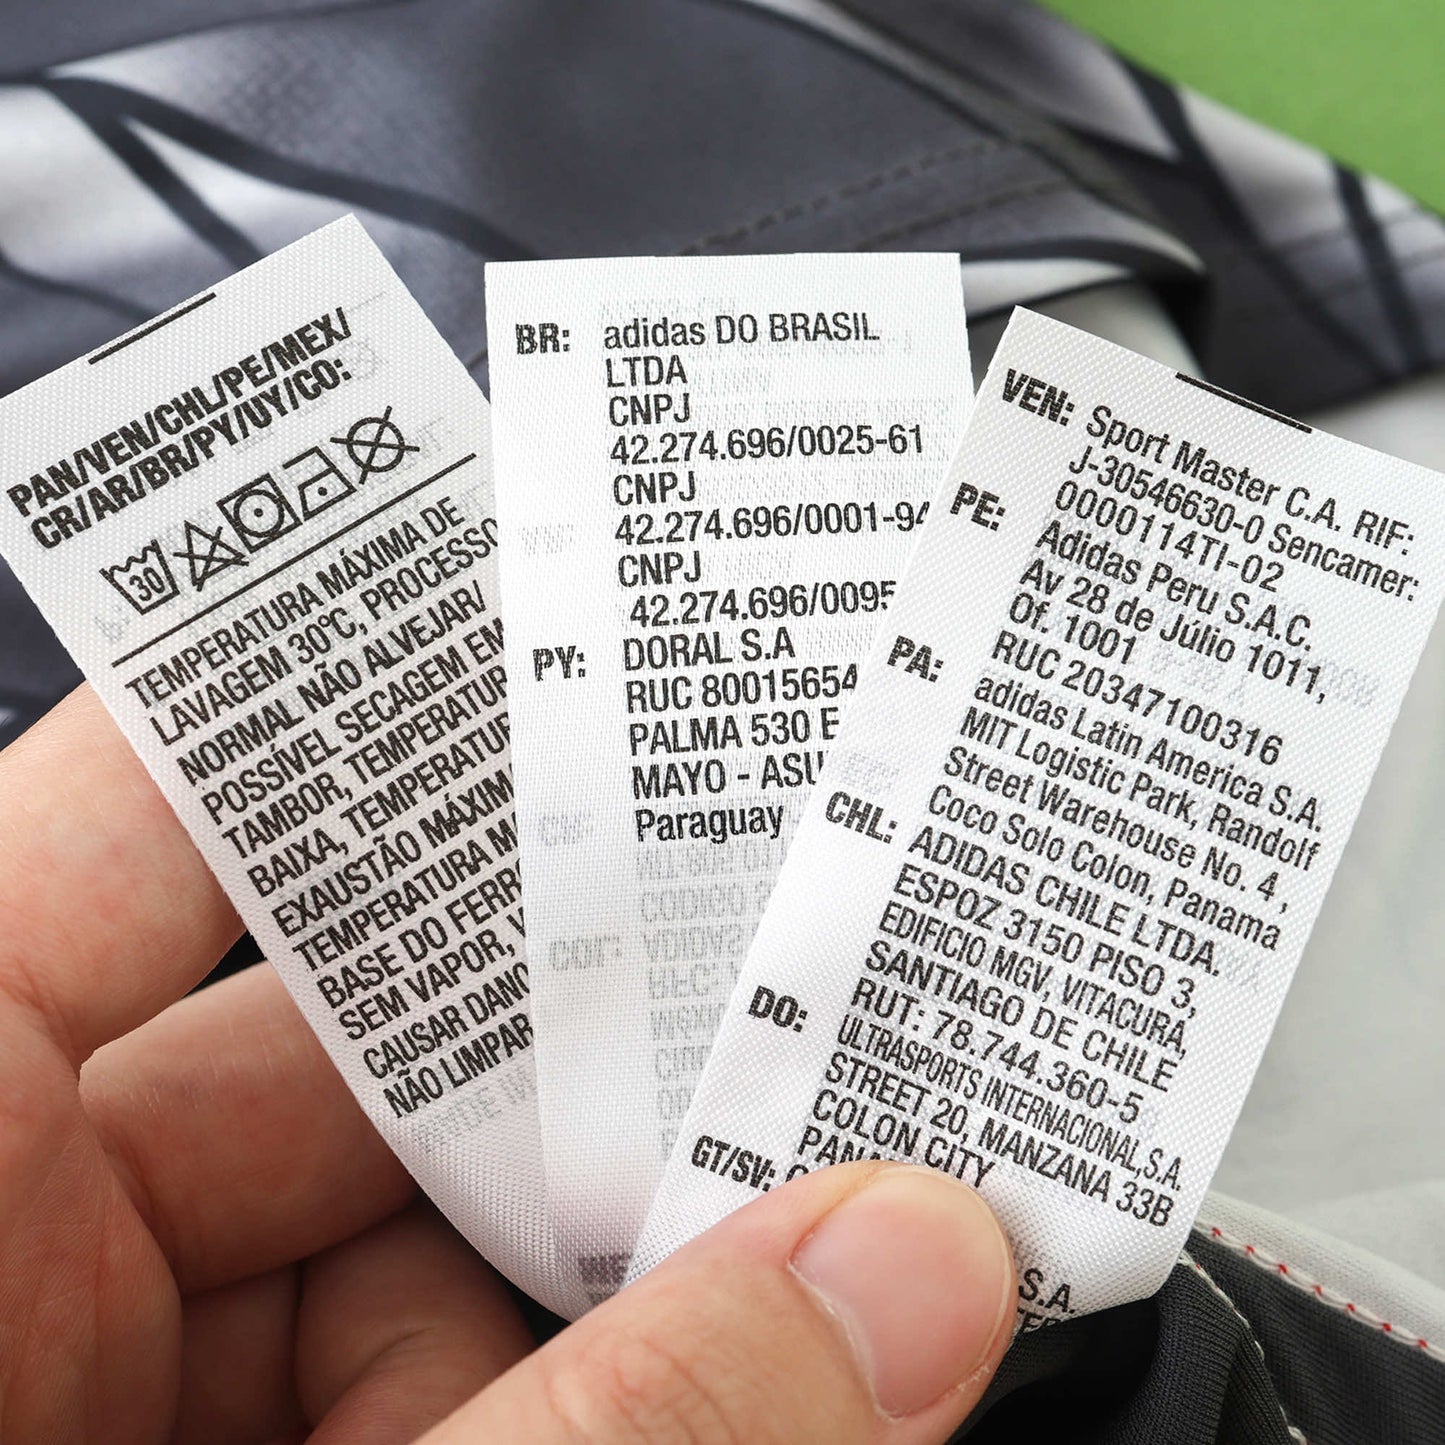 PAN/VEN/CHL/PE/MEX/
CR/AR/BR/PY/UY/CO:
30
TEMPERATURA MÁXIMA DE
LAVAGEM 30°C, PROCESSO
NORMAL NÃO ALVEJAR/
POSSÍVEL SECAGEM EM
TAMBOR, TEMPERATUR
BAIXA, TEMPERATUR
EXAUSTÃO MÁXIM
TEMPERATURA M
BASE DO FERR
SEM VAPOR, V
CAUSAR DANO
NÃO LIMPAR
BR: adidas DO BRASIL
LTDA
CNPJ
42.274.696/0025-61
CNPJ
42.274.696/0001-94
CNPJ
42.274.696/0095
PY: DORAL S.A
RUC 80015654
PALMA 530 E
MAYO - ASU
Paraguay
VEN: Sport Master C.A. RIF:
J-30546630-0 Sencamer:
0000114TI-02
PE: Adidas Peru S.A.C.
Av 28 de Júlio 1011,
Of. 1001
RUC 20347100316
PA: adidas Latin America S.A.
MIT Logistic Park, Randolf
Street Warehouse No. 4 ,
Coco Solo Colon, Panama
CHL: ADIDAS CHILE LTDA.
ESPOZ 3150 PISO 3,
EDIFICIO MGV, VITACURA,
SANTIAGO DE CHILE
RUT: 78.744.360-5
DO: ULTRASPORTS INTERNACIONAL,S.A.
STREET 20, MANZANA 33B
COLON CITY
PANA
GT/SV:
S.A.